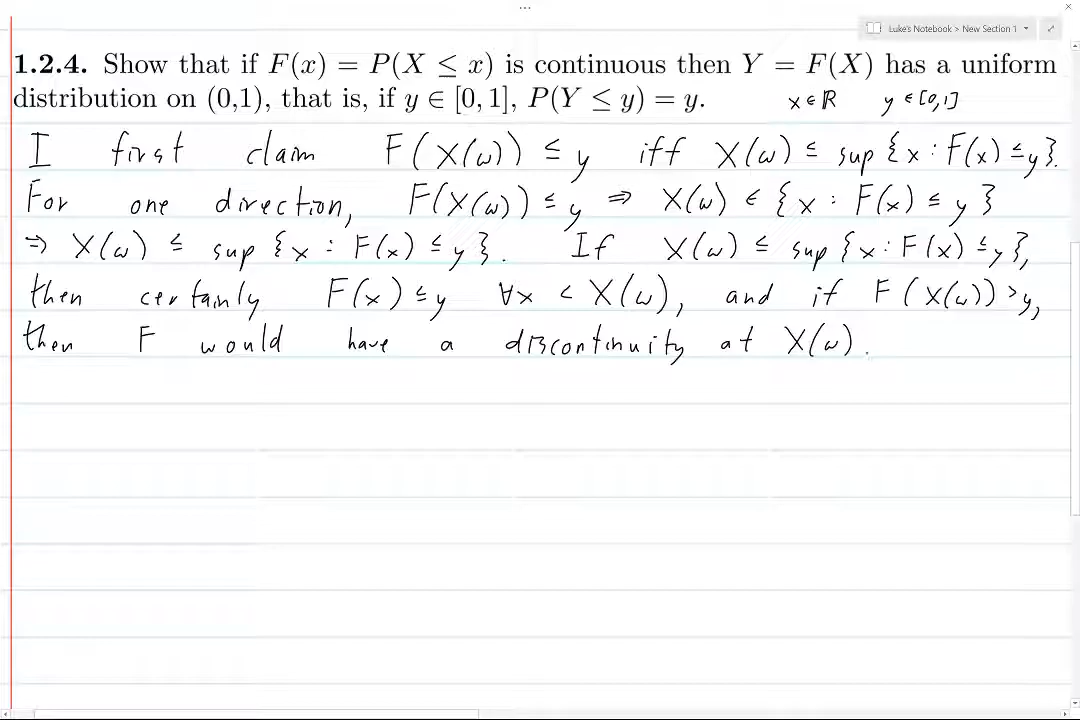 ...
Luke's Notebook > New Section 1
1.2.4. Show that if F(x) = P(X ≤ x) is continuous then Y = F(X) has a uniform
distribution on (0,1), that is, if y ∈ [0, 1], P(Y ≤ y) = y. x ∈ ℝ y ∈ [0,1]
I first claim F(X(ω)) ≤ y iff X(ω) ≤ sup {x : F(x) ≤ y}.
For one direction, F(X(ω)) ≤ y ⇒ X(ω) ∈ {x : F(x) ≤ y}
⇒ X(ω) ≤ sup {x : F(x) ≤ y}. If X(ω) ≤ sup {x : F(x) ≤ y},
then certainly F(x) ≤ y ∀x < X(ω), and if F(X(ω)) > y,
then F would have a discontinuity at X(ω).